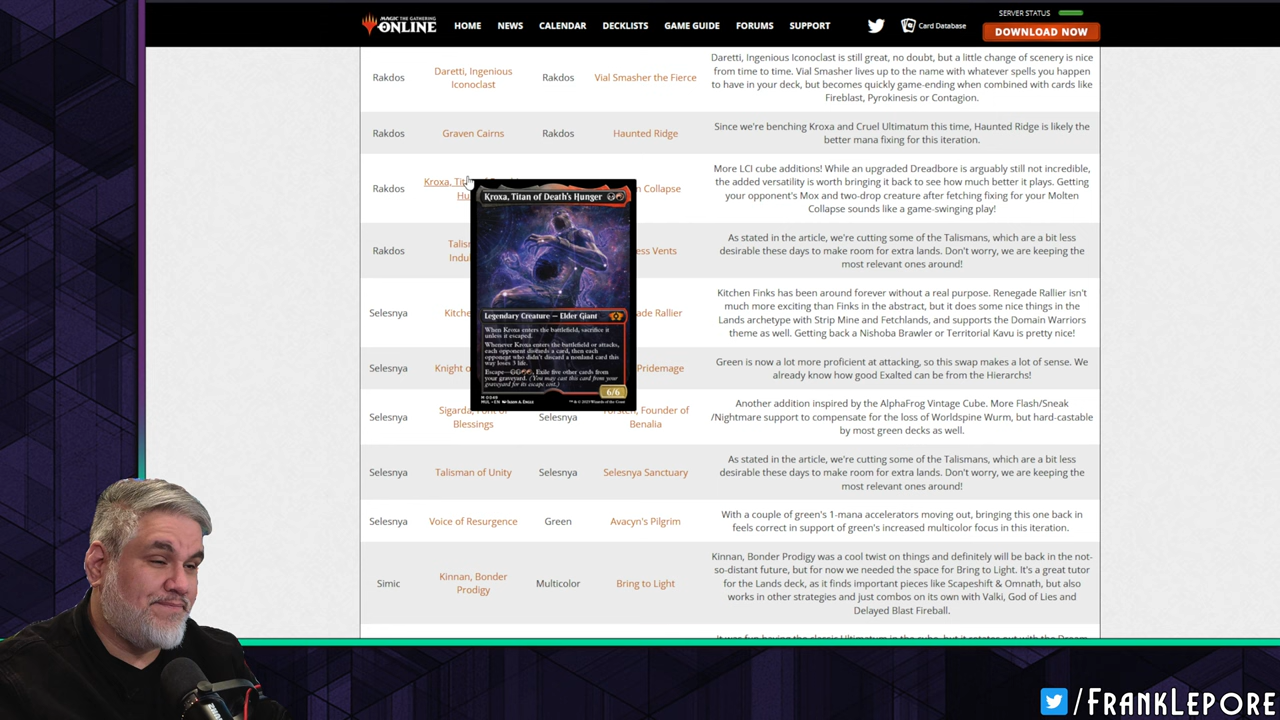 MAGIC THE GATHERING
ONLINE
HOME
NEWS
CALENDAR
DECKLISTS
GAME GUIDE
FORUMS
SUPPORT
Card Database
SERVER STATUS
DOWNLOAD NOW
Rakdos
Daretti, Ingenious
Iconoclast
Rakdos
Vial Smasher the Fierce
Daretti, Ingenious Iconoclast is still great, no doubt, but a little change of scenery is nice
from time to time. Vial Smasher lives up to the name with whatever spells you happen
to have in your deck, but becomes quickly game-ending when combined with cards like
Fireblast, Pyrokinesis or Contagion.
Rakdos
Graven Cairns
Rakdos
Haunted Ridge
Since we're benching Kroxa and Cruel Ultimatum this time, Haunted Ridge is likely the
better mana fixing for this iteration.
Rakdos
Kroxa, Tit
Hu
n Collapse
More LCI cube additions! While an upgraded Dreadbore is arguably still not incredible,
the added versatility is worth bringing it back to see how much better it plays. Getting
your opponent's Mox and two-drop creature after fetching fixing for your Molten
Collapse sounds like a game-swinging play!
Kroxa, Titan of Death's Hunger
Legendary Creature — Elder Giant
When Kroxa enters the battlefield, sacrifice it
unless it escaped.
Whenever Kroxa enters the battlefield or attacks,
each opponent discards a card, then each
opponent who didn't discard a nonland card this
way loses 3 life.
Escape—, Exile five other cards from
your graveyard. (You may cast this card from your
graveyard for its escape cost.)
6/6
Rakdos
Talis
Indu
ess Vents
As stated in the article, we're cutting some of the Talismans, which are a bit less
desirable these days to make room for extra lands. Don't worry, we are keeping the
most relevant ones around!
Selesnya
Kitche
ade Rallier
Kitchen Finks has been around forever without a real purpose. Renegade Rallier isn't
much more exciting than Finks in the abstract, but it does some nice things in the
Lands archetype with Strip Mine and Fetchlands, and supports the Domain Warriors
theme as well. Getting back a Nishoba Brawler or Territorial Kavu is pretty nice!
Selesnya
Knight o
Pridemage
Green is now a lot more proficient at attacking, so this swap makes a lot of sense. We
already know how good Exalted can be from the Hierarchs!
Selesnya
Sigarda, Font of
Blessings
Selesnya
Torsten, Founder of
Benalia
Another addition inspired by the AlphaFrog Vintage Cube. More Flash/Sneak
/Nightmare support to compensate for the loss of Worldspine Wurm, but hard-castable
by most green decks as well.
Selesnya
Talisman of Unity
Selesnya
Selesnya Sanctuary
As stated in the article, we're cutting some of the Talismans, which are a bit less
desirable these days to make room for extra lands. Don't worry, we are keeping the
most relevant ones around!
Selesnya
Voice of Resurgence
Green
Avacyn's Pilgrim
With a couple of green's 1-mana accelerators moving out, bringing this one back in
feels correct in support of green's increased multicolor focus in this iteration.
Simic
Kinnan, Bonder
Prodigy
Multicolor
Bring to Light
Kinnan, Bonder Prodigy was a cool twist on things and definitely will be back in the not-
so-distant future, but for now we needed the space for Bring to Light. It's a great tutor
for the Lands deck, as it finds important pieces like Scapeshift & Omnath, but also
works in other strategies and just combos on its own with Valki, God of Lies and
Delayed Blast Fireball.
/FRANKLEPORE